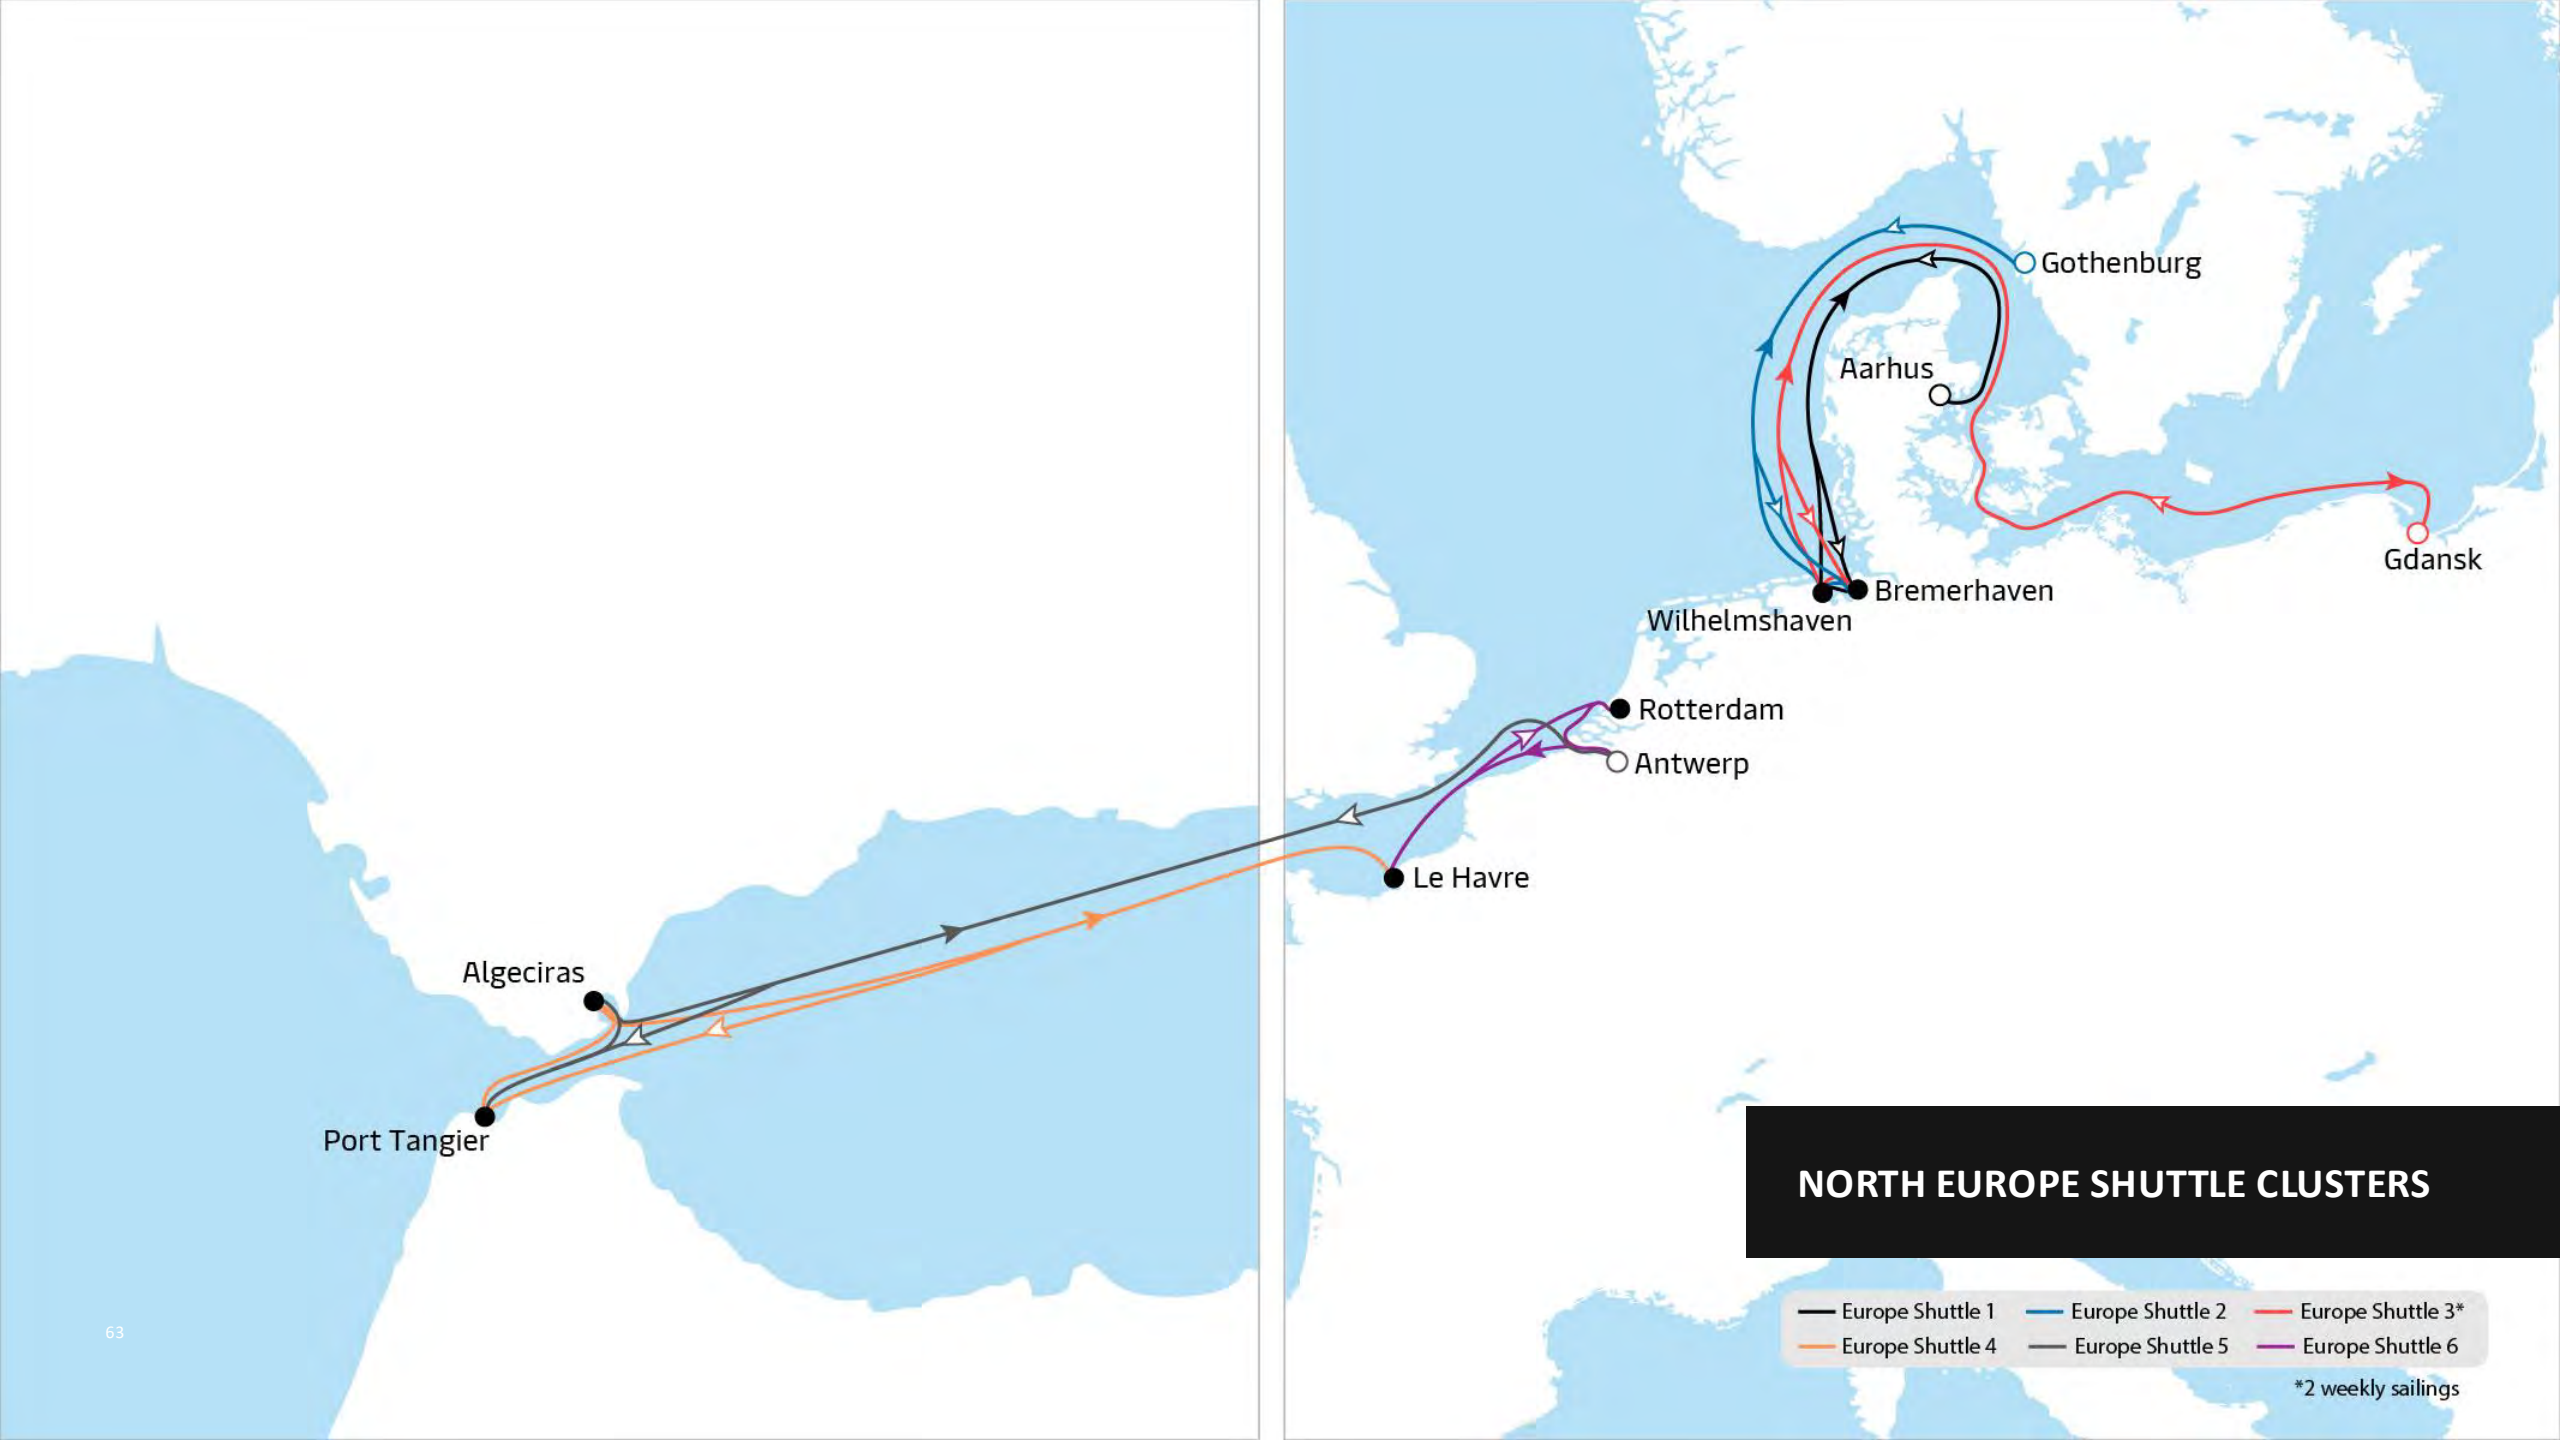 Gothenburg
Aarhus
Gdansk
Bremerhaven
Wilhelmshaven
Rotterdam
Antwerp
Le Havre
Algeciras
Port Tangier
NORTH EUROPE SHUTTLE CLUSTERS
Europe Shuttle 1 Europe Shuttle 2 Europe Shuttle 3*
Europe Shuttle 4 Europe Shuttle 5 Europe Shuttle 6
*2 weekly sailings
63